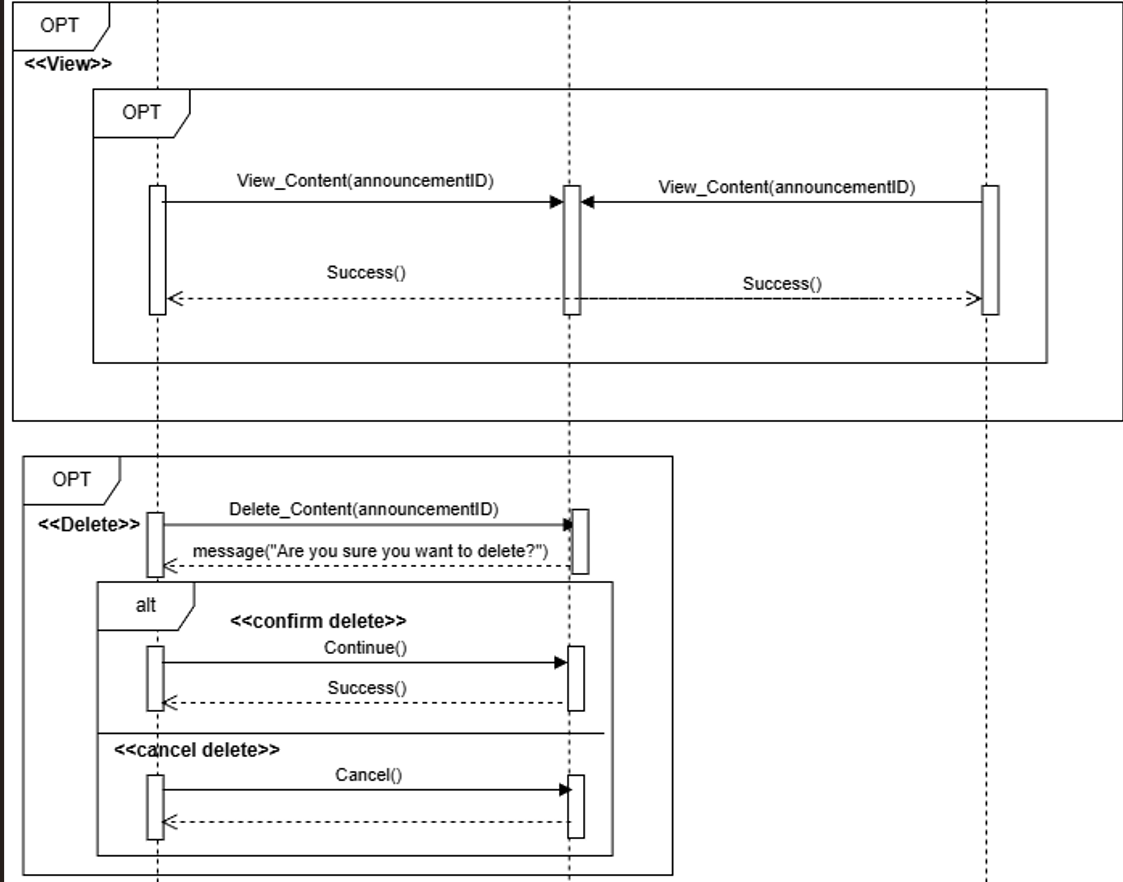 OPT
<<View>>
OPT
View_Content(announcementID)
View_Content(announcementID)
Success()
Success()
OPT
<<Delete>>
Delete_Content(announcementID)
message("Are you sure you want to delete?")
alt
<<confirm delete>>
Continue()
Success()
<<cancel delete>>
Cancel()